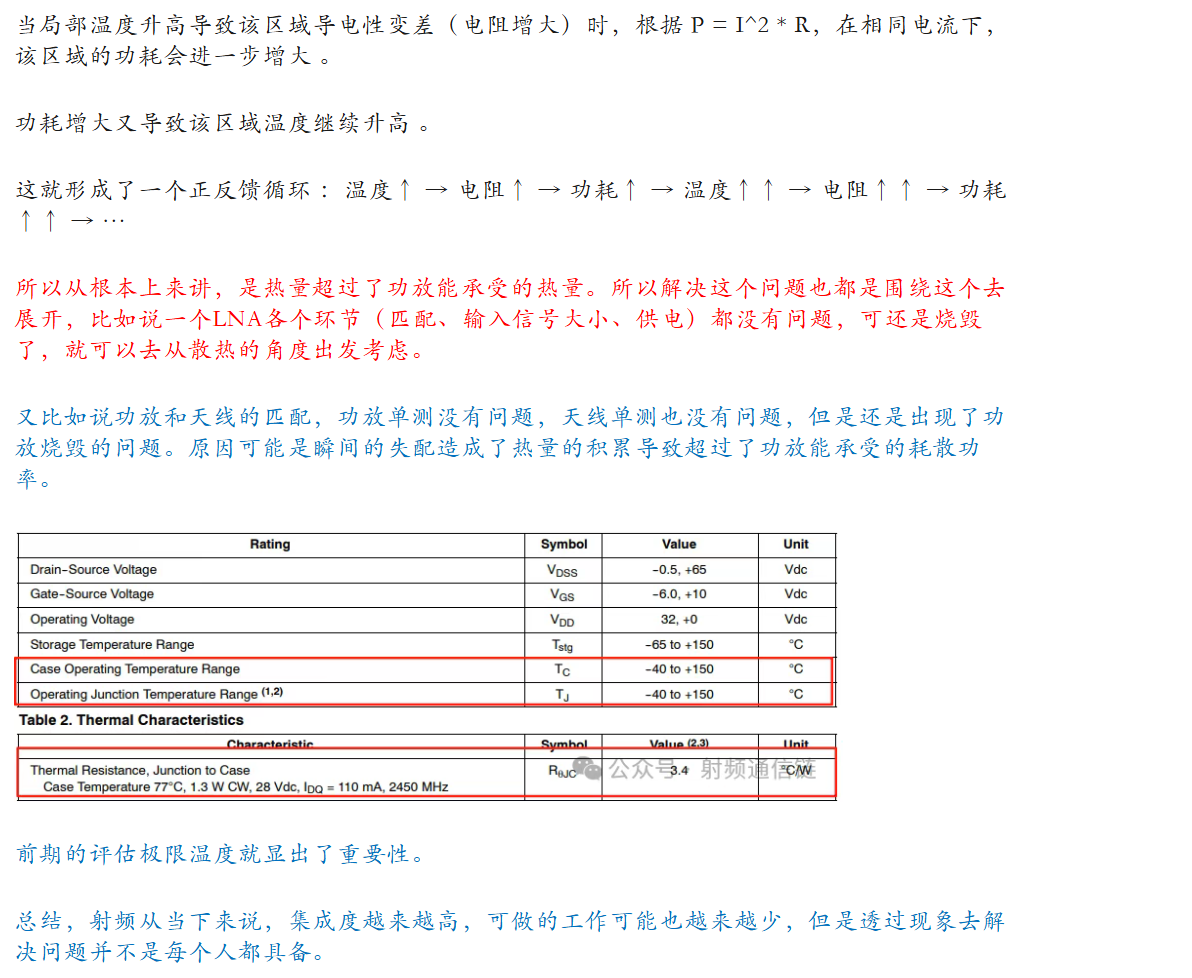 当局部温度升高导致该区域导电性变差（电阻增大）时，根据 P = I^2 * R，在相同电流下，
该区域的功耗会进一步增大 。
功耗增大又导致该区域温度继续升高 。
这就形成了一个正反馈循环 ：温度↑ → 电阻↑ → 功耗↑ → 温度↑ ↑ → 电阻↑ ↑ → 功耗
↑ ↑ → …
所以从根本上来讲，是热量超过了功放能承受的热量。所以解决这个问题也都是围绕这个去
展开，比如说一个LNA各个环节（匹配、输入信号大小、供电）都没有问题，可还是烧毁
了，就可以去从散热的角度出发考虑。
又比如说功放和天线的匹配，功放单测没有问题，天线单测也没有问题，但是还是出现了功
放烧毁的问题。原因可能是瞬间的失配造成了热量的积累导致超过了功放能承受的耗散功
率。
Rating Symbol Value Unit
Drain-Source Voltage VDSS -0.5, +65 Vdc
Gate-Source Voltage VGS -6.0, +10 Vdc
Operating Voltage VDD 32, +0 Vdc
Storage Temperature Range Tstg -65 to +150 °C
Case Operating Temperature Range TC -40 to +150 °C
Operating Junction Temperature Range (1,2) TJ -40 to +150 °C
Table 2. Thermal Characteristics
Characteristic Symbol Value (2,3) Unit
Thermal Resistance, Junction to Case RθJC 3.4 °C/W
Case Temperature 77°C, 1.3 W CW, 28 Vdc, IDQ = 110 mA, 2450 MHz
公众号 · 射频通信链
前期的评估极限温度就显出了重要性。
总结，射频从当下来说，集成度越来越高，可做的工作可能也越来越少，但是透过现象去解
决问题并不是每个人都具备。